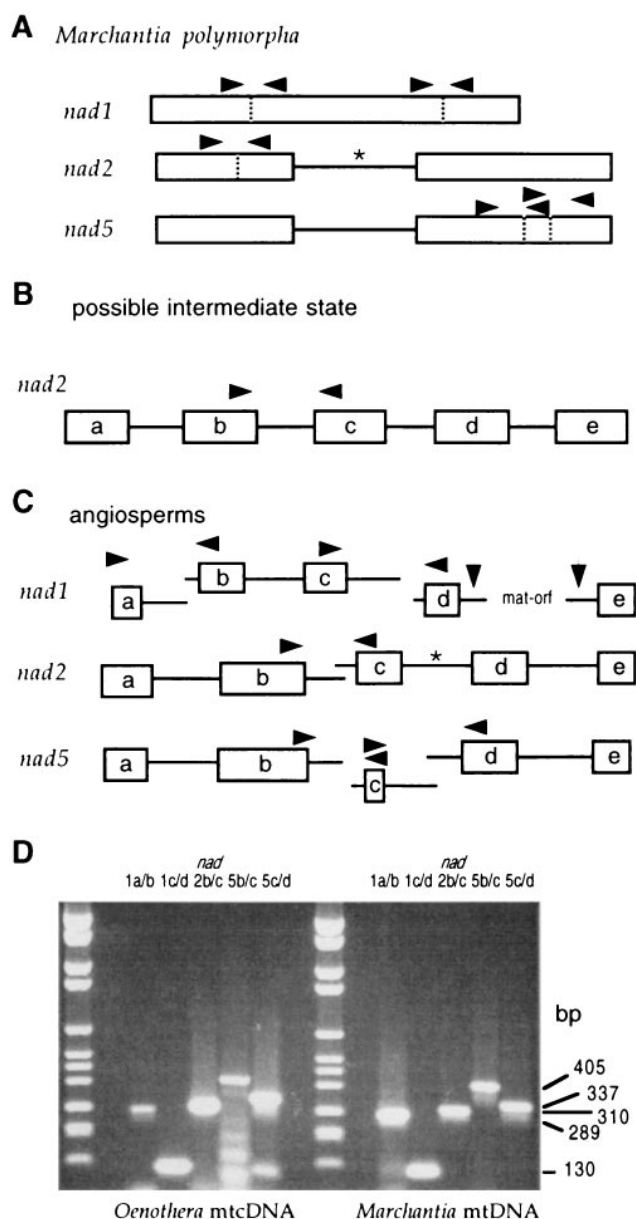 A Marchantia polymorpha
nad1
nad2 *
nad5
B possible intermediate state
nad2
a b c d e
C angiosperms
nad1
a b c d mat-orf e
nad2
a b c * d e
nad5
a b c d e
D nad nad
1a/b 1c/d 2b/c 5b/c 5c/d 1a/b 1c/d 2b/c 5b/c 5c/d
bp
405
337
310
289
130
Oenothera mtcDNA Marchantia mtDNA